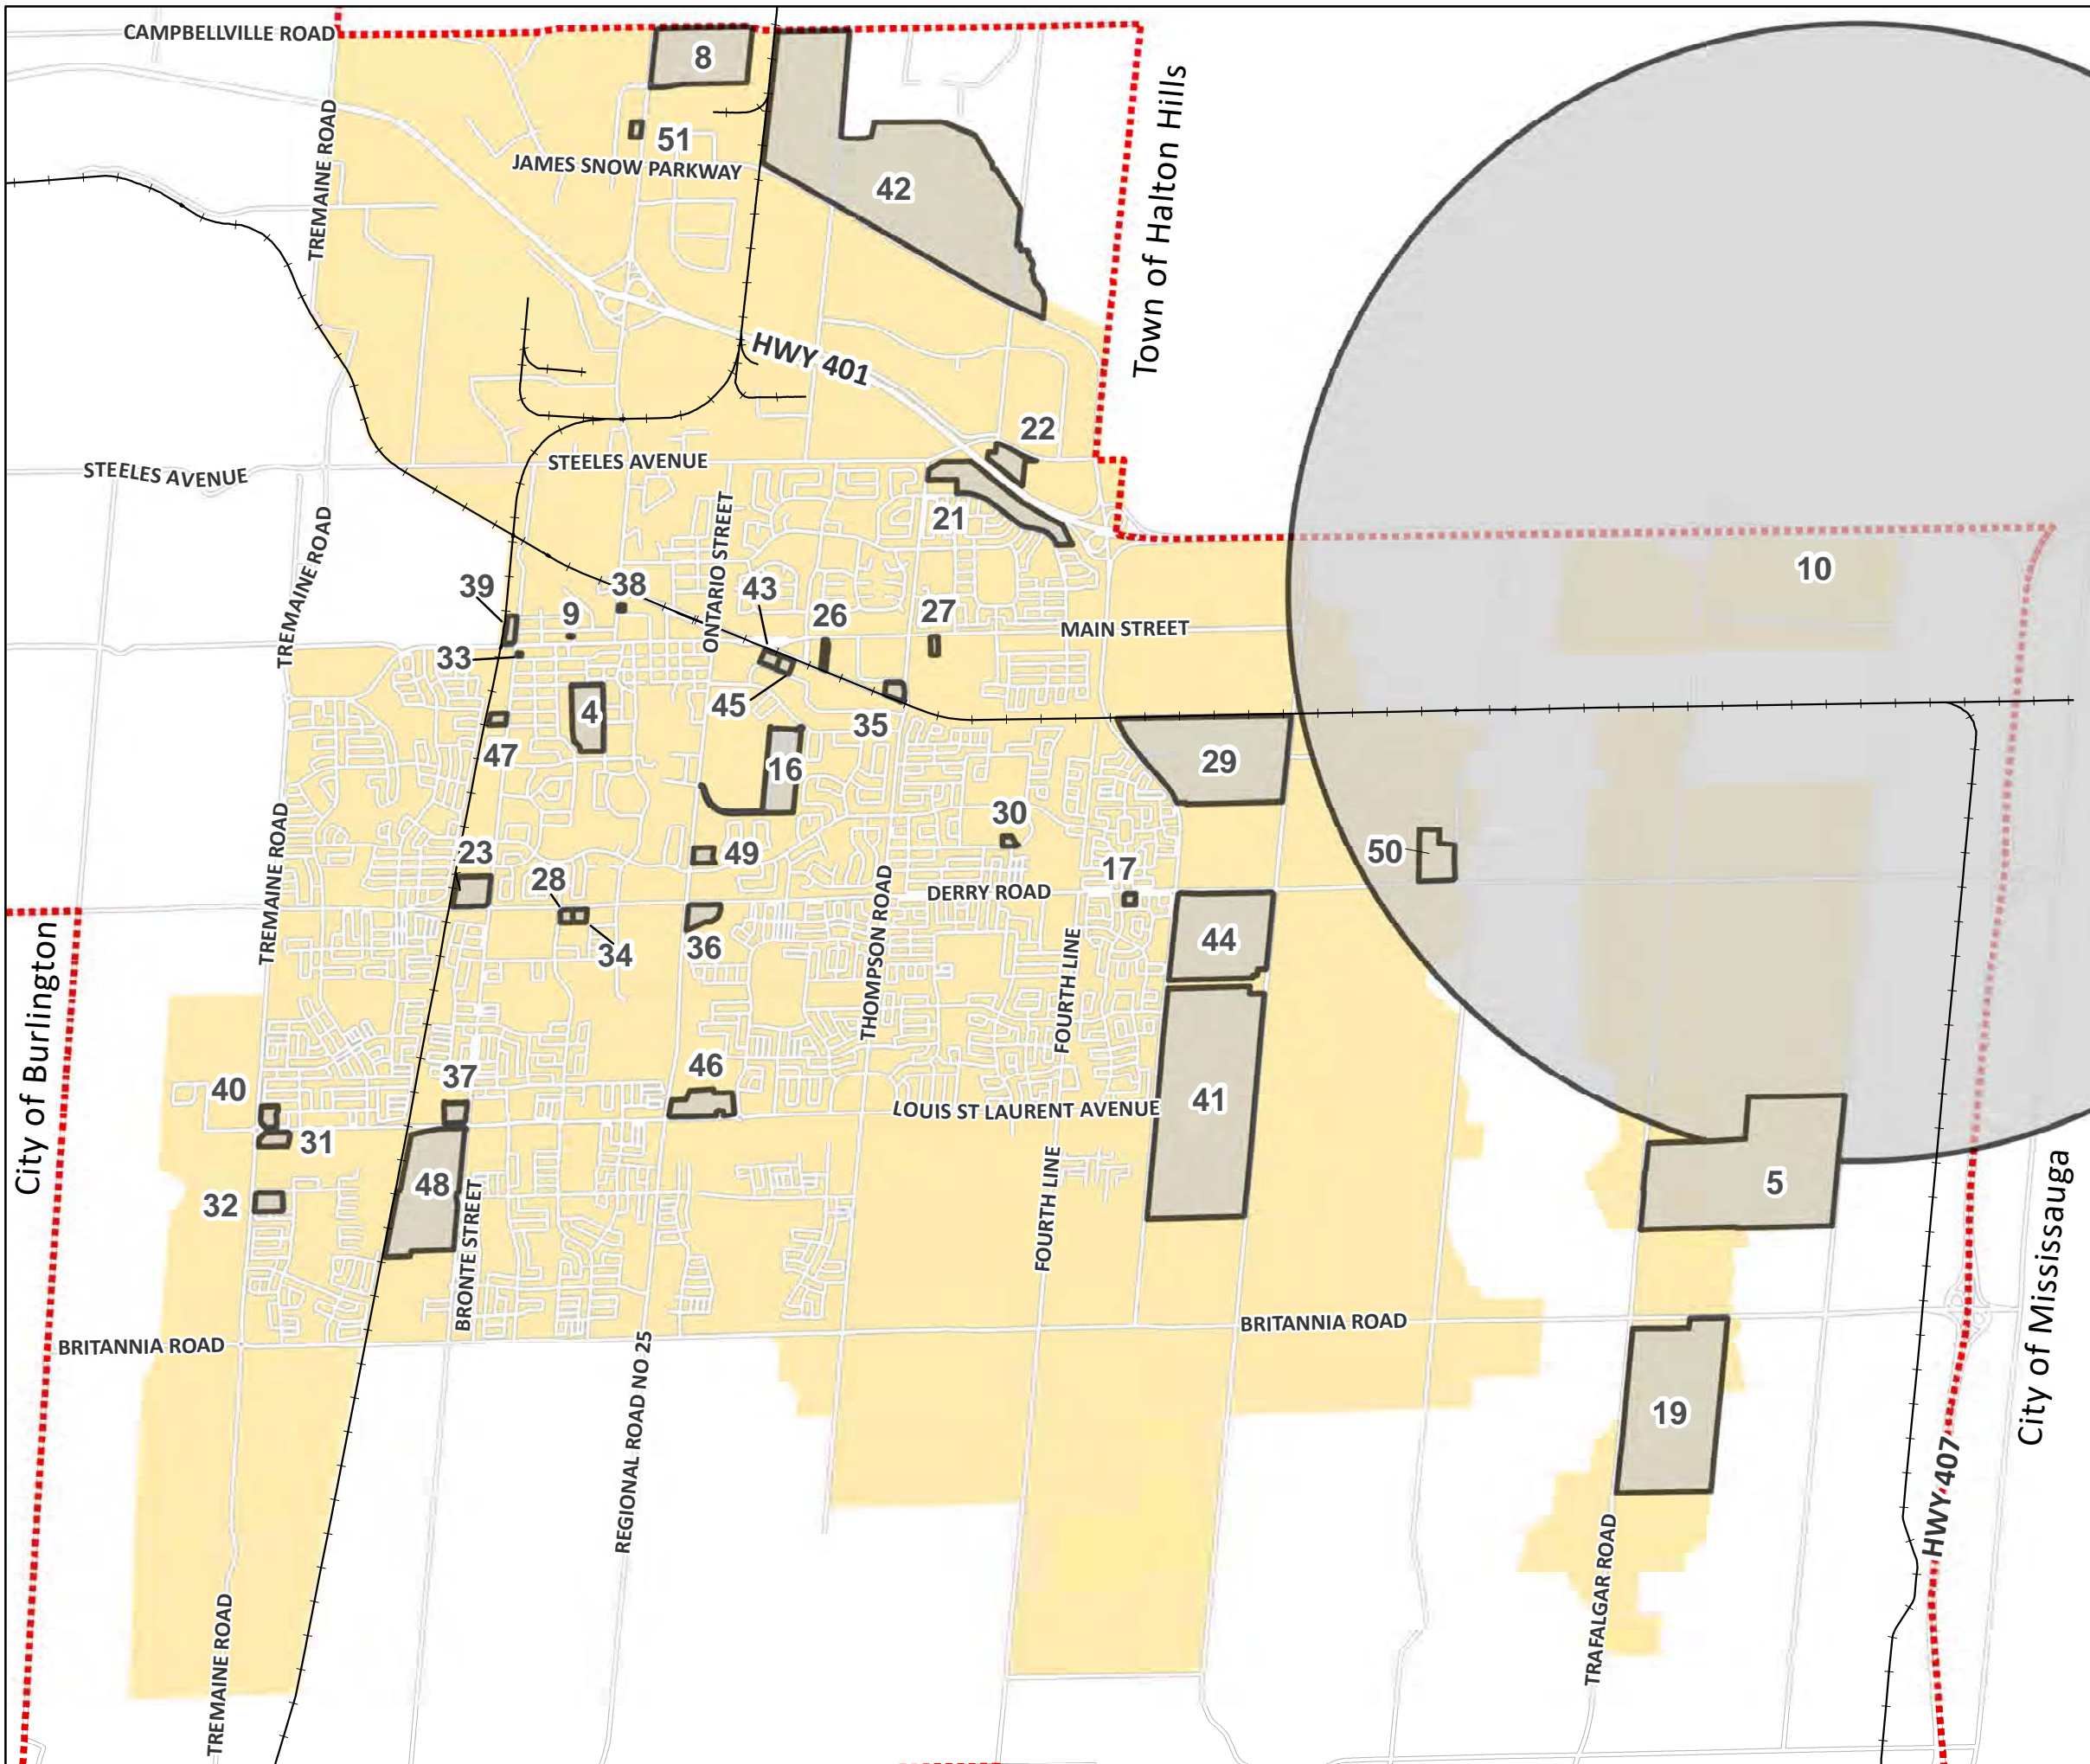 CAMPBELLVILLE ROAD
8
51
JAMES SNOW PARKWAY
42
TREMAINE ROAD
Town of Halton Hills
HWY 401
22
STEELES AVENUE
STEELES AVENUE
21
ONTARIO STREET
TREMAINE ROAD
10
39
38
43
9
26
27
MAIN STREET
33
4
45
35
47
16
29
30
50
TREMAINE ROAD
23
49
28
17
DERRY ROAD
THOMPSON ROAD
36
34
44
FOURTH LINE
City of Burlington
40
37
46
LOUIS ST LAURENT AVENUE
41
31
48
32
5
BRONTE STREET
FOURTH LINE
City of Mississauga
BRITANNIA ROAD
BRITANNIA ROAD
REGIONAL ROAD NO 25
19
HWY 407
TRAFALGAR ROAD
TREMAINE ROAD